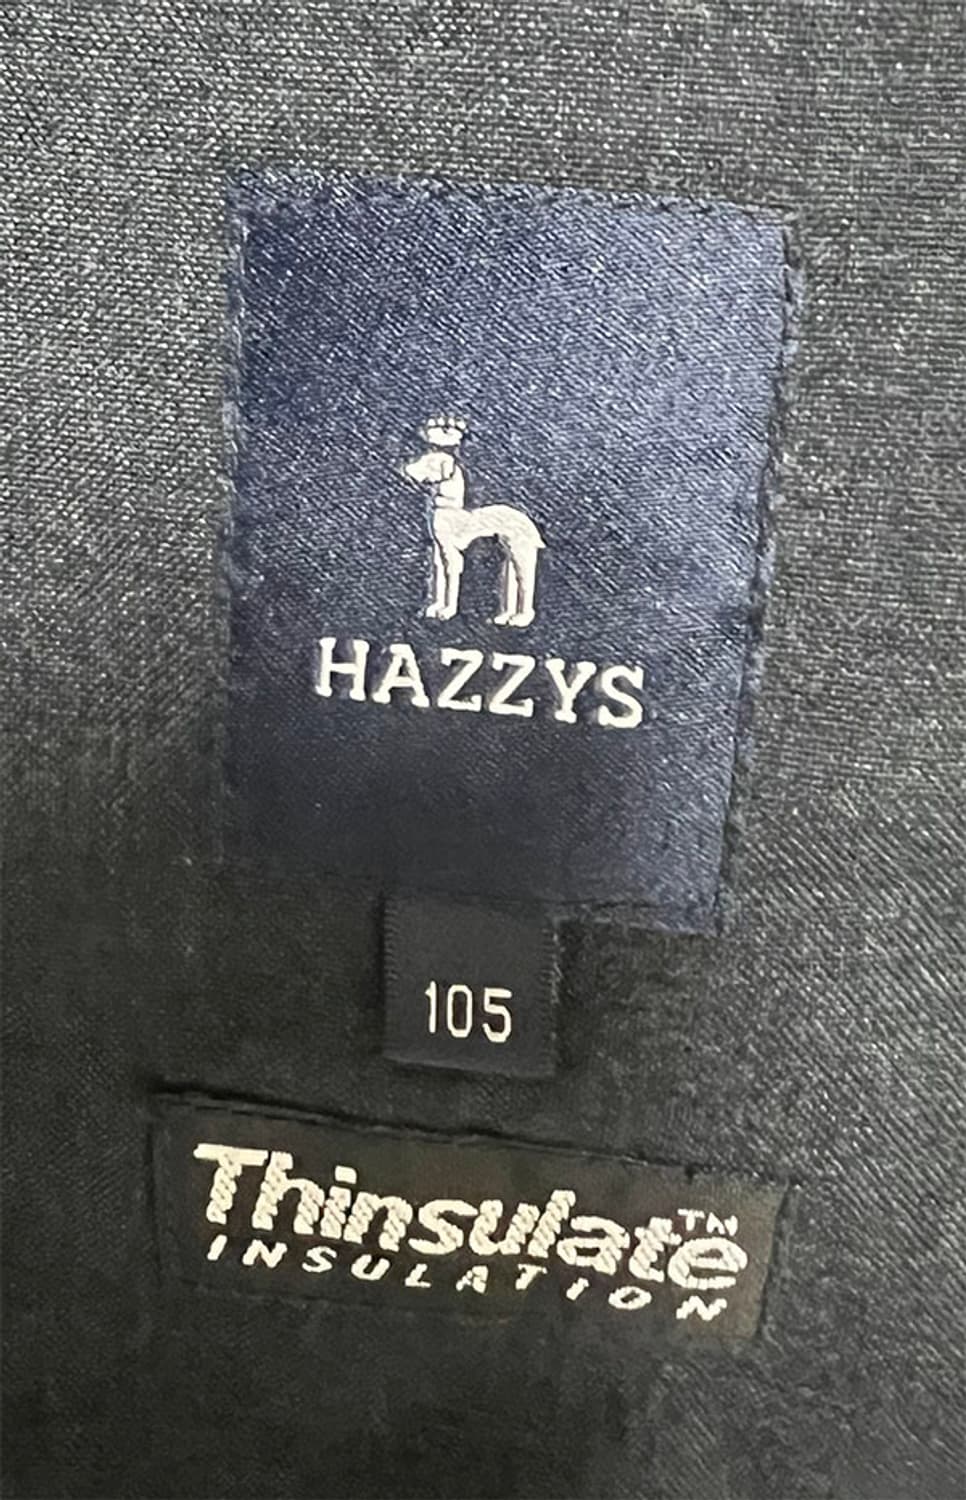 HAZZYS
105
Thinsulate™
INSULATION